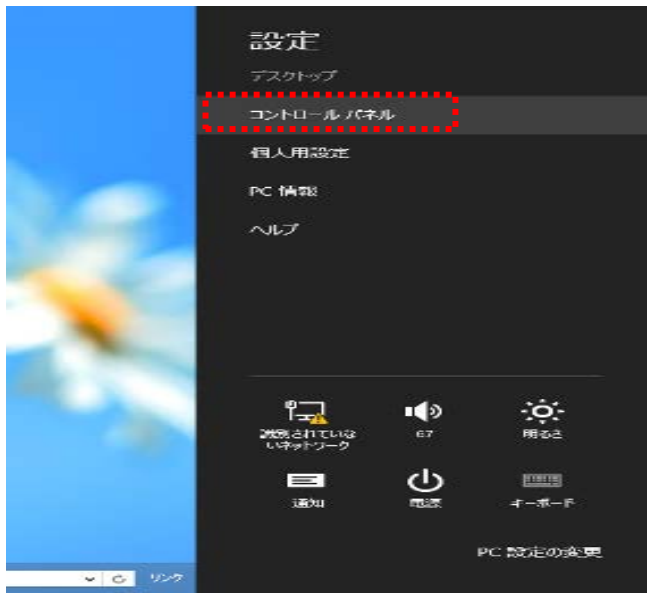 設定
デスクトップ
コントロール パネル
個人用設定
PC 情報
ヘルプ
識別されていな
いネットワーク
67
明るさ
通知
電源
キーボード
PC 設定の変更
リンク